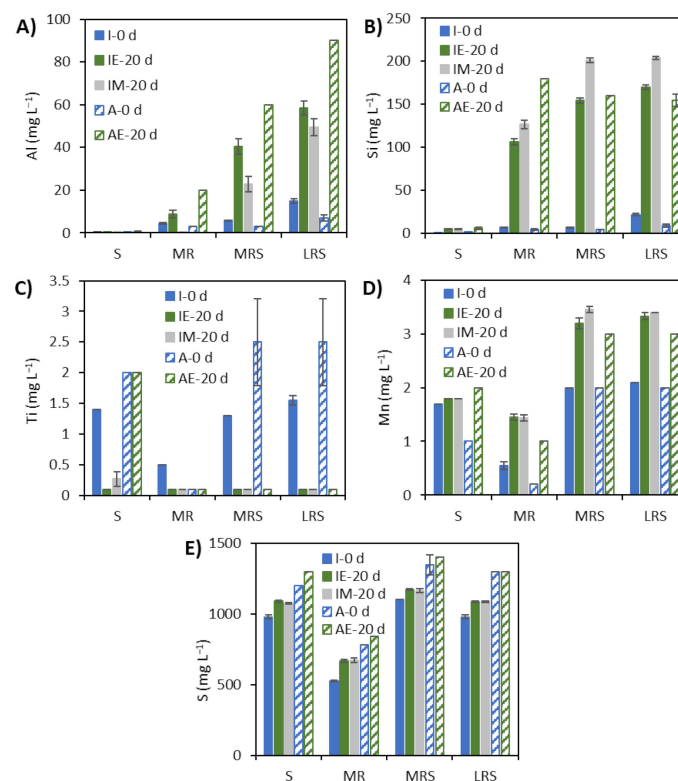 A)
80
I-0 d
IE-20 d
IM-20 d
A-0 d
AE-20 d
100
80
60
40
20
0
Al (mg L⁻¹)
S MR MRS LRS
B)
I-0 d
IE-20 d
IM-20 d
A-0 d
AE-20 d
250
200
150
100
50
0
Si (mg L⁻¹)
S MR MRS LRS
C)
I-0 d
IE-20 d
IM-20 d
A-0 d
AE-20 d
3.5
3
2.5
2
1.5
1
0.5
0
Ti (mg L⁻¹)
S MR MRS LRS
D)
I-0 d
IE-20 d
IM-20 d
A-0 d
AE-20 d
4
3
2
1
0
Mn (mg L⁻¹)
S MR MRS LRS
E)
I-0 d
IE-20 d
IM-20 d
A-0 d
AE-20 d
1500
1000
500
0
S (mg L⁻¹)
S MR MRS LRS